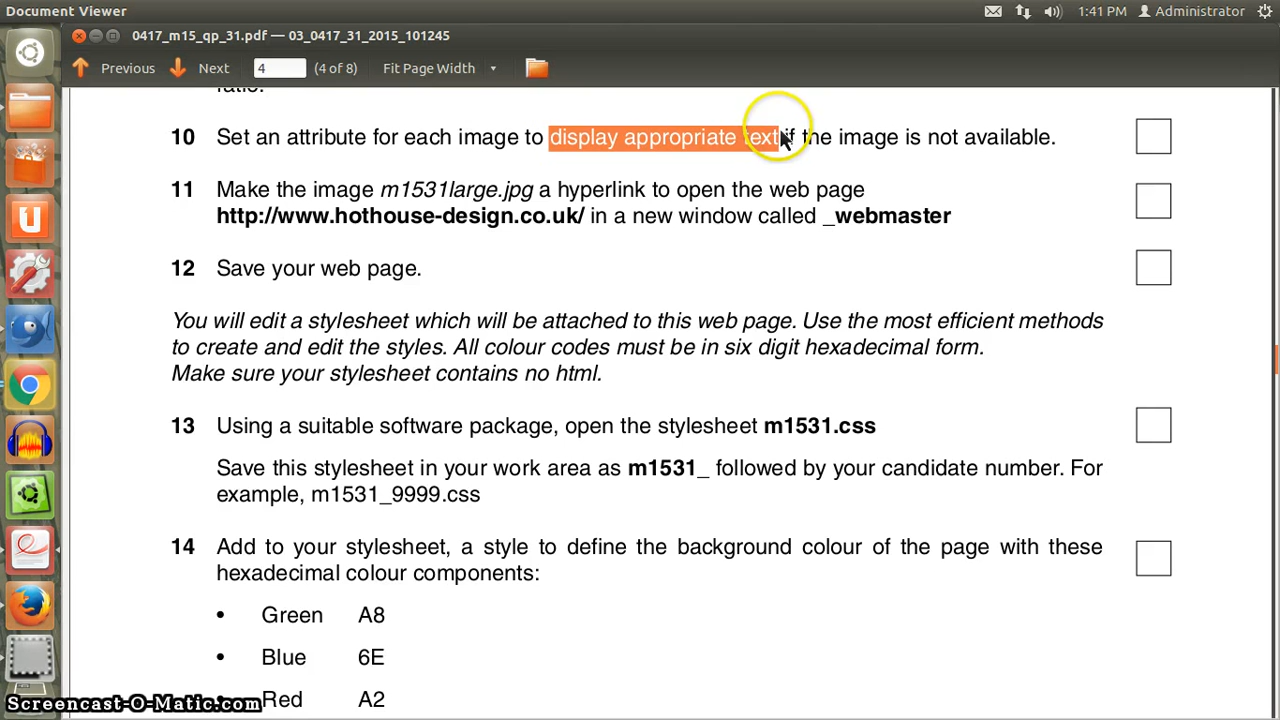 Document Viewer
1:41 PM Administrator
0417_m15_qp_31.pdf — 03_0417_31_2015_101245
Previous Next 4 (4 of 8) Fit Page Width
ratio.
10 Set an attribute for each image to display appropriate text if the image is not available.
11 Make the image m1531large.jpg a hyperlink to open the web page
http://www.hothouse-design.co.uk/ in a new window called _webmaster
12 Save your web page.
You will edit a stylesheet which will be attached to this web page. Use the most efficient methods
to create and edit the styles. All colour codes must be in six digit hexadecimal form.
Make sure your stylesheet contains no html.
13 Using a suitable software package, open the stylesheet m1531.css
Save this stylesheet in your work area as m1531_ followed by your candidate number. For
example, m1531_9999.css
14 Add to your stylesheet, a style to define the background colour of the page with these
hexadecimal colour components:
• Green A8
• Blue 6E
• Red A2
Screencast-O-Matic.com